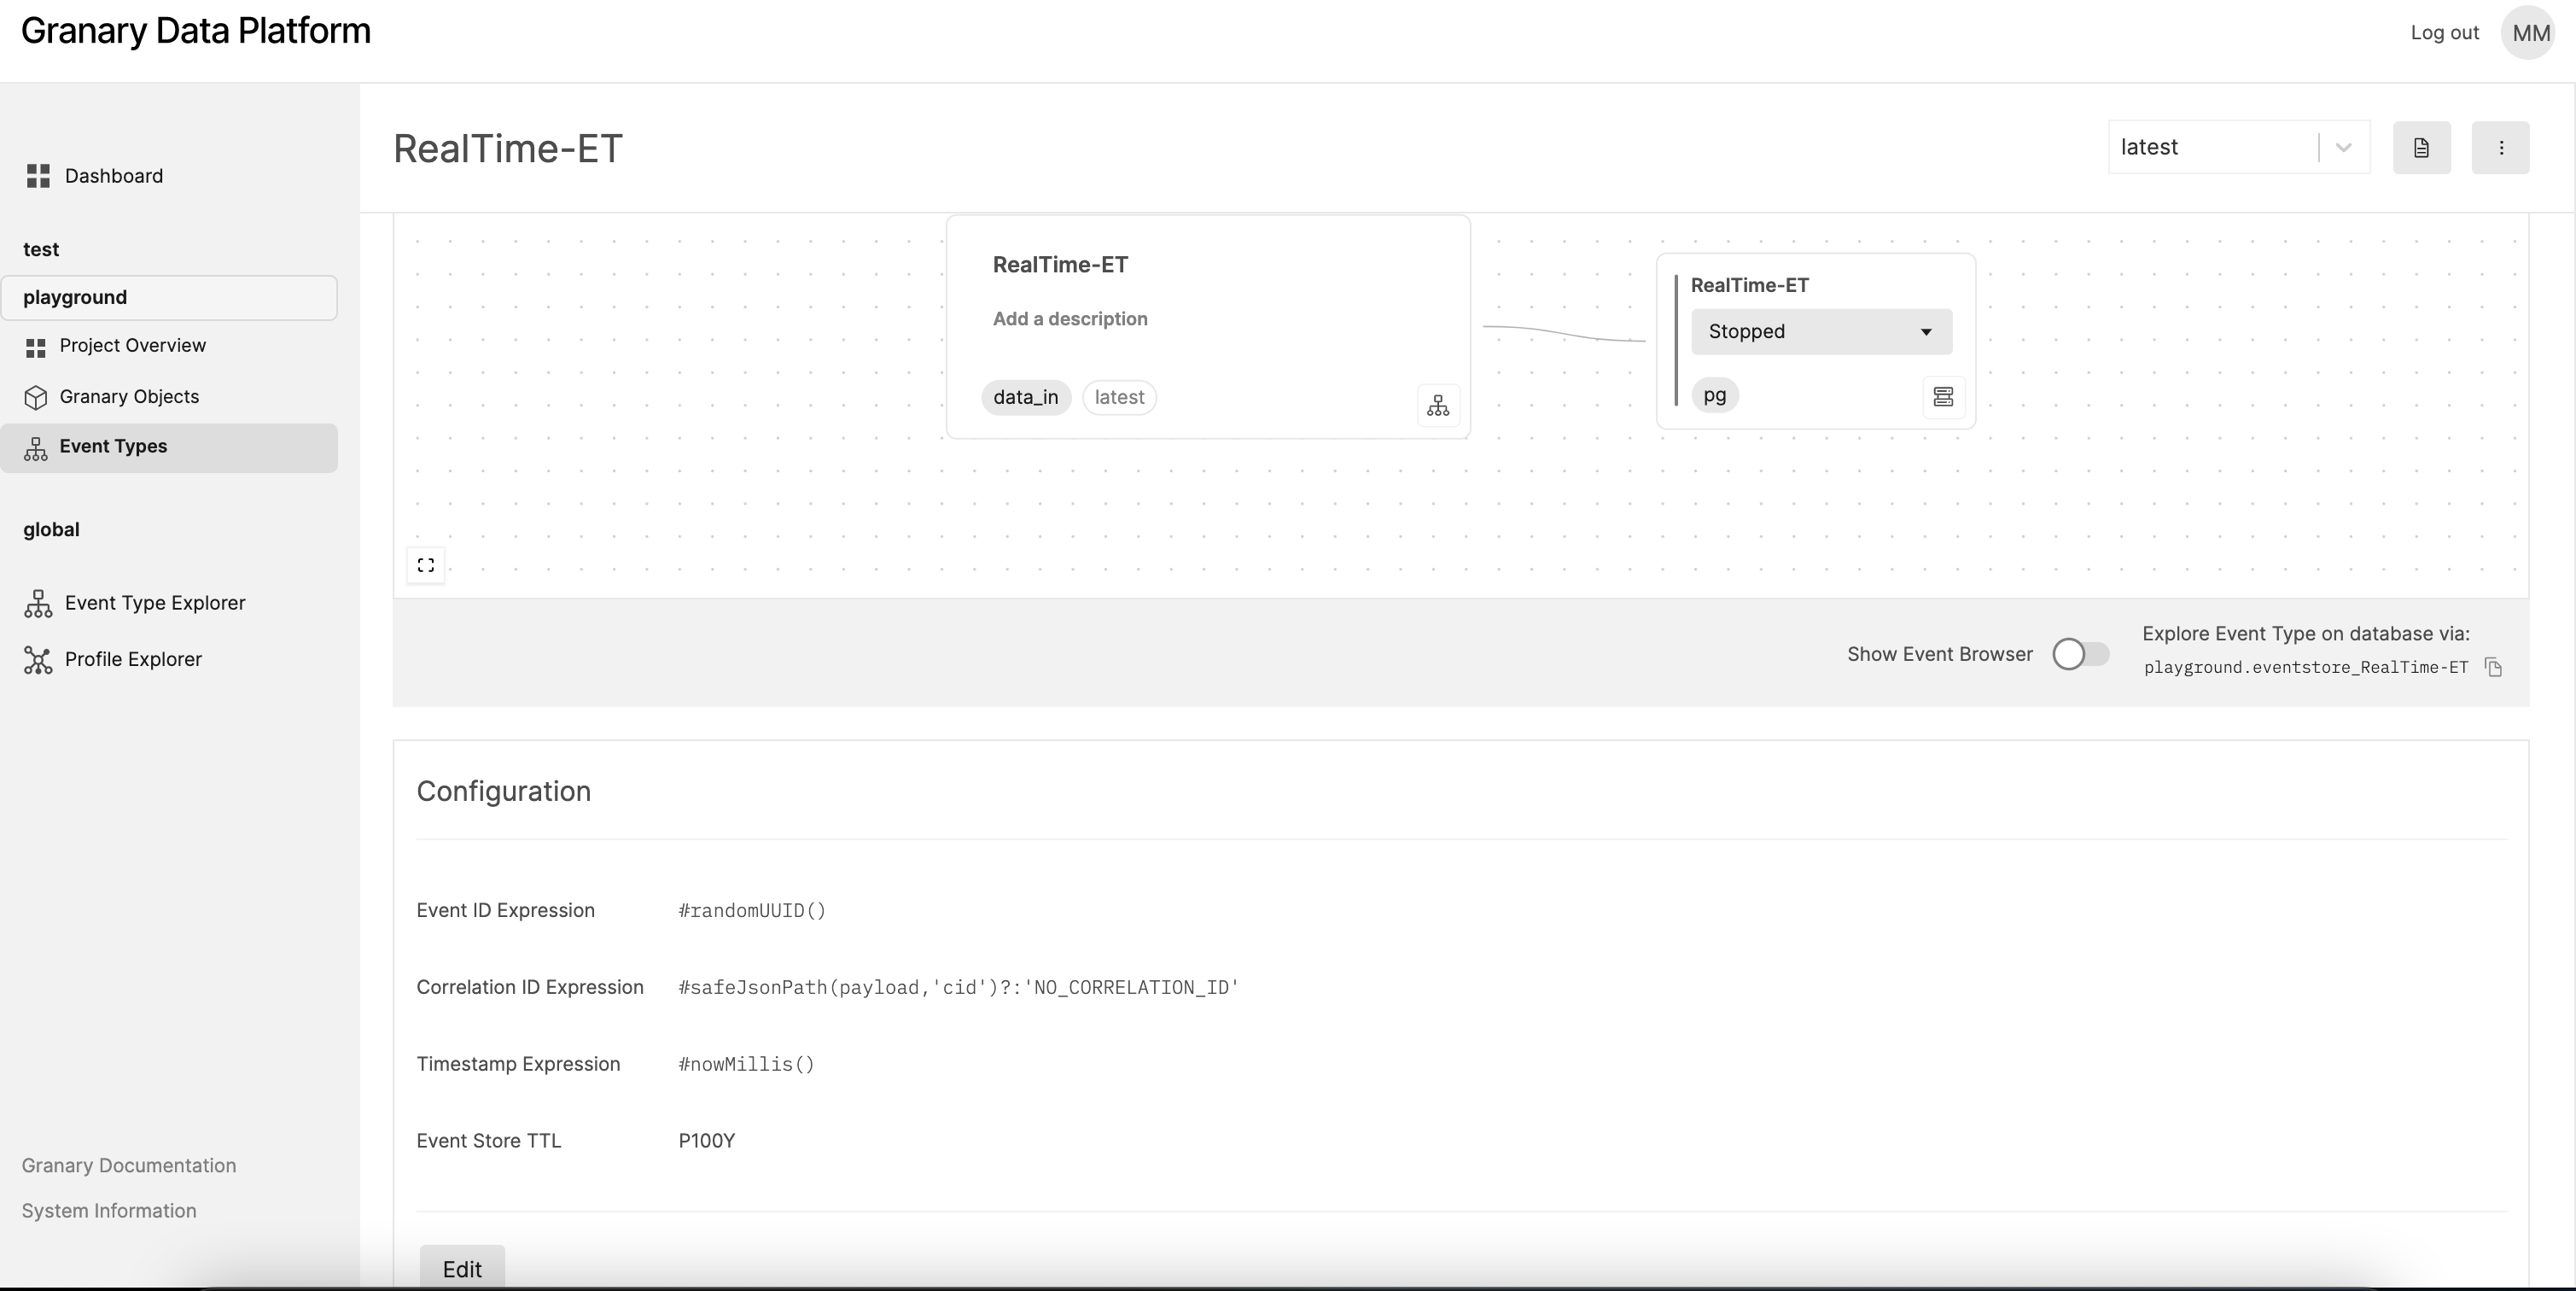 Granary Data Platform
Log out
MM
Dashboard
test
playground
Project Overview
Granary Objects
Event Types
global
Event Type Explorer
Profile Explorer
Granary Documentation
System Information
RealTime-ET
latest
RealTime-ET
Add a description
data_in
latest
RealTime-ET
Stopped
pg
Show Event Browser
Explore Event Type on database via:
playground.eventstore_RealTime-ET
Configuration
Event ID Expression #randomUUID()
Correlation ID Expression #safeJsonPath(payload,'cid')?:'NO_CORRELATION_ID'
Timestamp Expression #nowMillis()
Event Store TTL P100Y
Edit